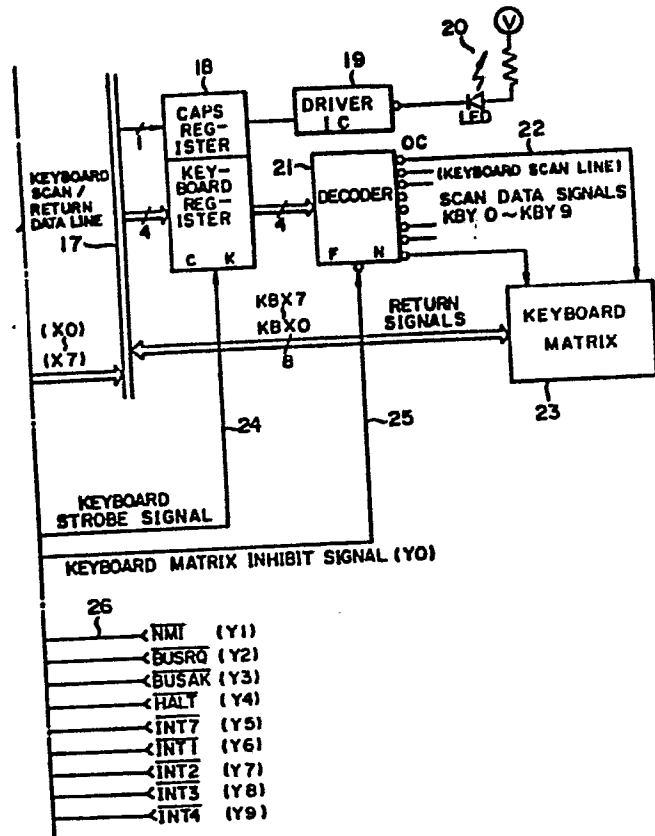 20
V
18
19
CAPS
REG-
ISTER
DRIVER
IC
LED
1
21
OC
22
KEYBOARD
SCAN /
RETURN
DATA LINE
17
KEY-
BOARD
REG-
ISTER
4
4
DECODER
(KEYBOARD SCAN LINE)
SCAN DATA SIGNALS
KBY 0~KBY 9
C K
F N
KBX7
~
KBX0
8
RETURN
SIGNALS
KEYBOARD
MATRIX
23
(X0)
~
(X7)
24
25
KEYBOARD
STROBE SIGNAL
KEYBOARD MATRIX INHIBIT SIGNAL (Y0)
26
NMI (Y1)
BUSRQ (Y2)
BUSAK (Y3)
HALT (Y4)
INT7 (Y5)
INT1 (Y6)
INT2 (Y7)
INT3 (Y8)
INT4 (Y9)